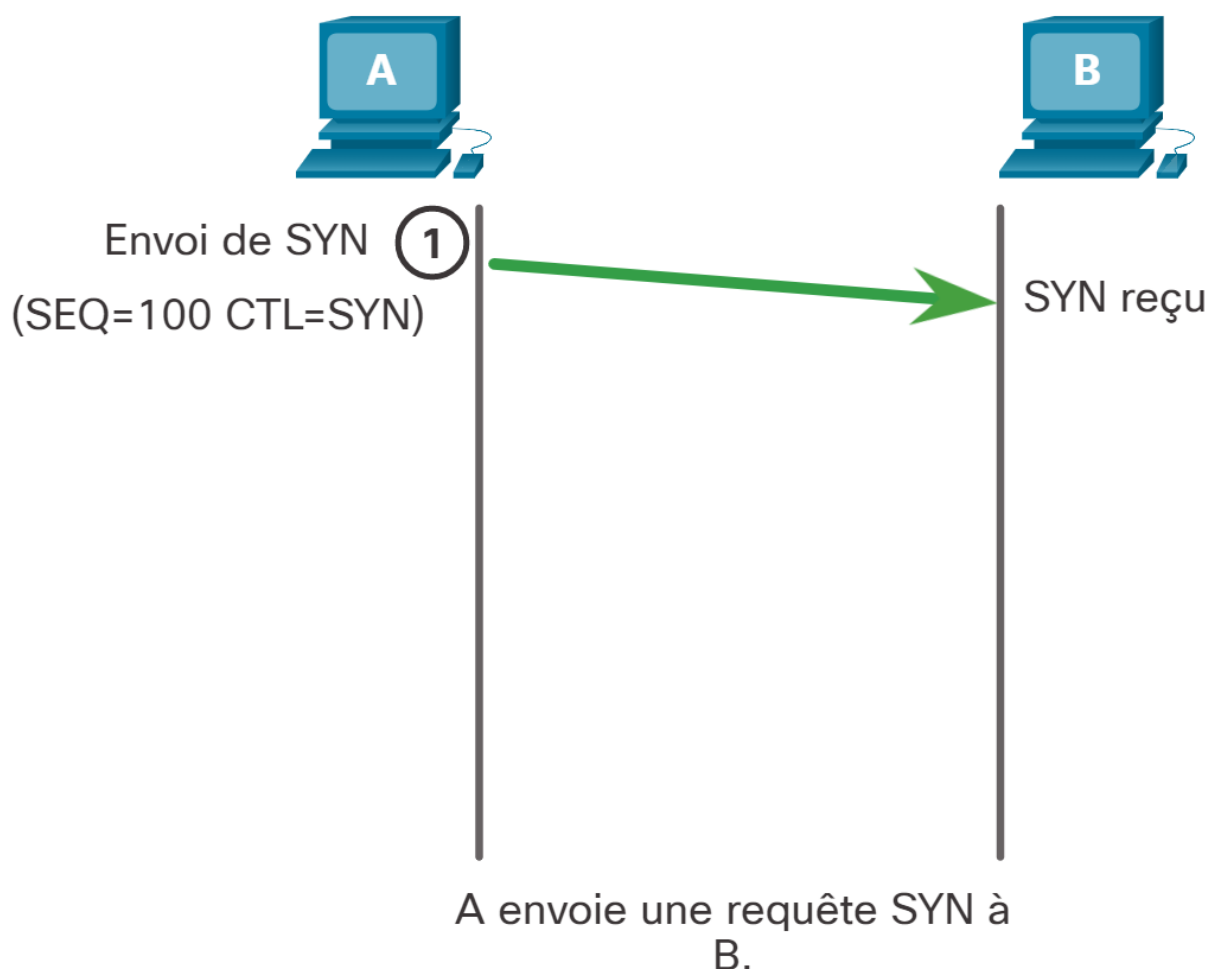 A
B
Envoi de SYN 1
(SEQ=100 CTL=SYN)
SYN reçu
A envoie une requête SYN à
B.